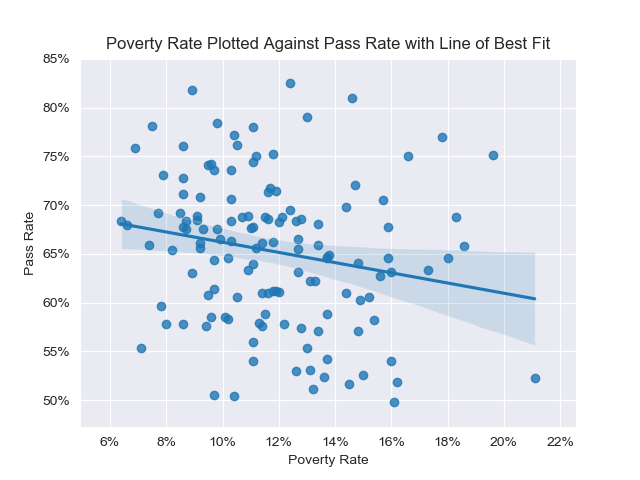 Poverty Rate Plotted Against Pass Rate with Line of Best Fit
85%
80%
75%
70%
65%
60%
55%
50%
Pass Rate
6% 8% 10% 12% 14% 16% 18% 20% 22%
Poverty Rate